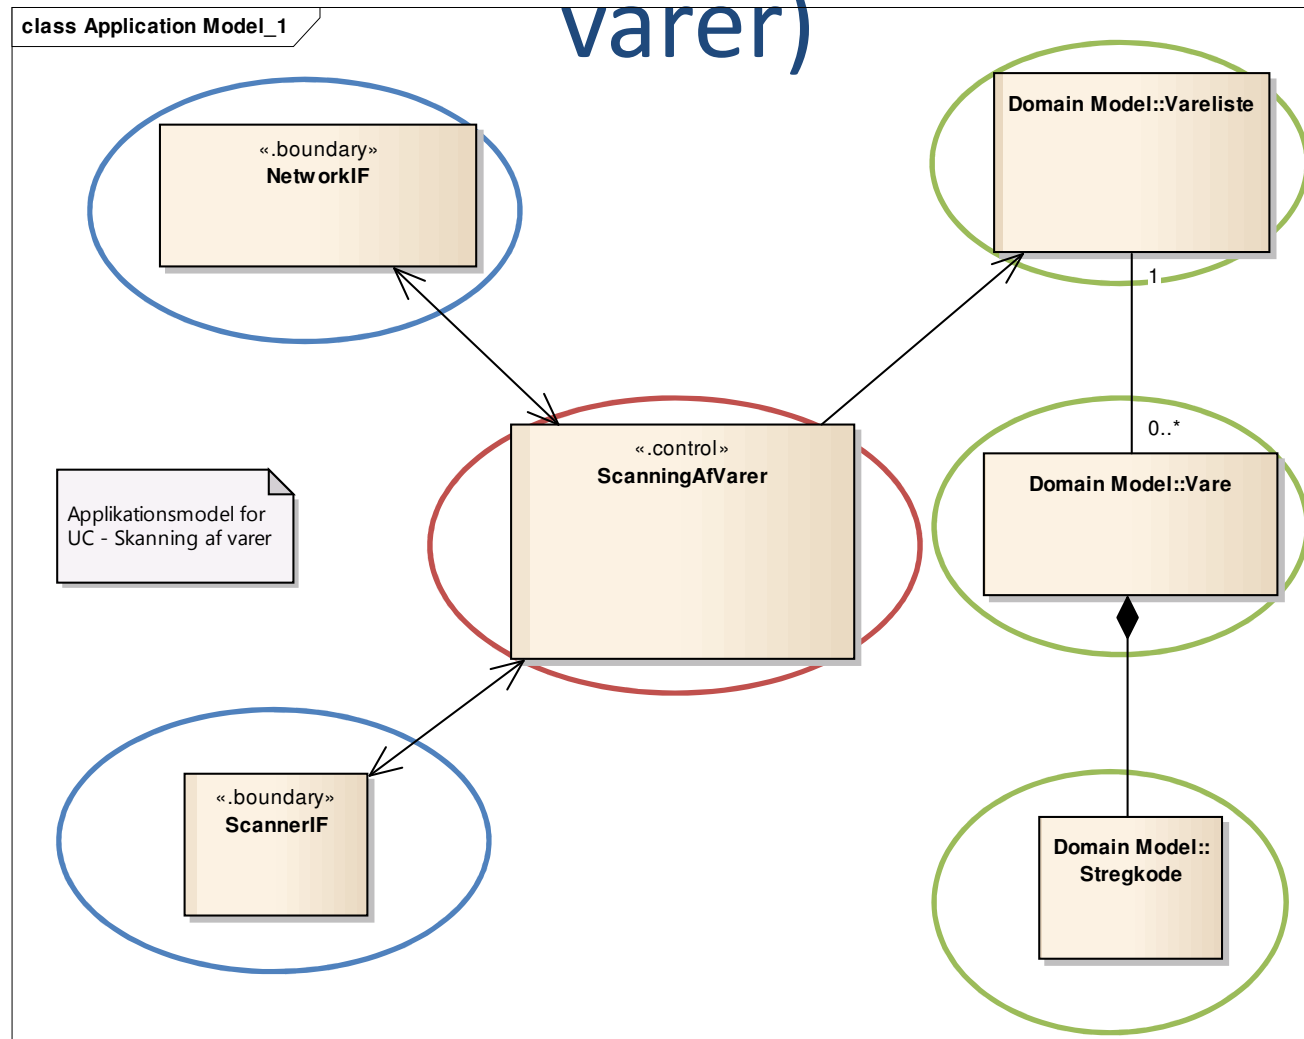 varer)
class Application Model_1
«.boundary»
NetworkIF
Domain Model::Vareliste
1
0..*
«.control»
ScanningAfVarer
Domain Model::Vare
Applikationsmodel for
UC - Skanning af varer
«.boundary»
ScannerIF
Domain Model::
Stregkode